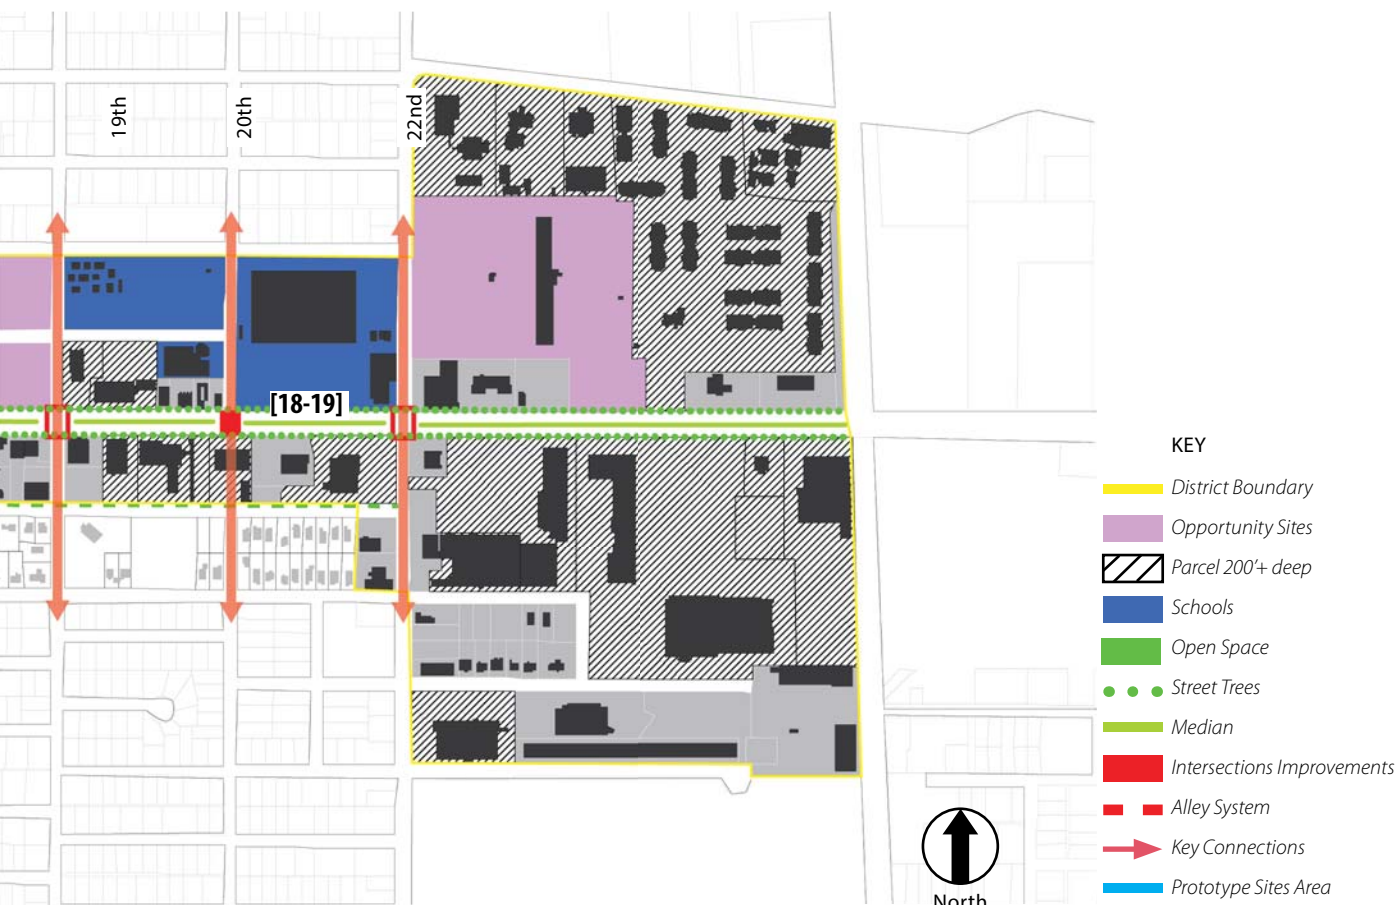 19th
20th
22nd
[18-19]
KEY
District Boundary
Opportunity Sites
Parcel 200'+ deep
Schools
Open Space
Street Trees
Median
Intersections Improvements
Alley System
Key Connections
Prototype Sites Area
North